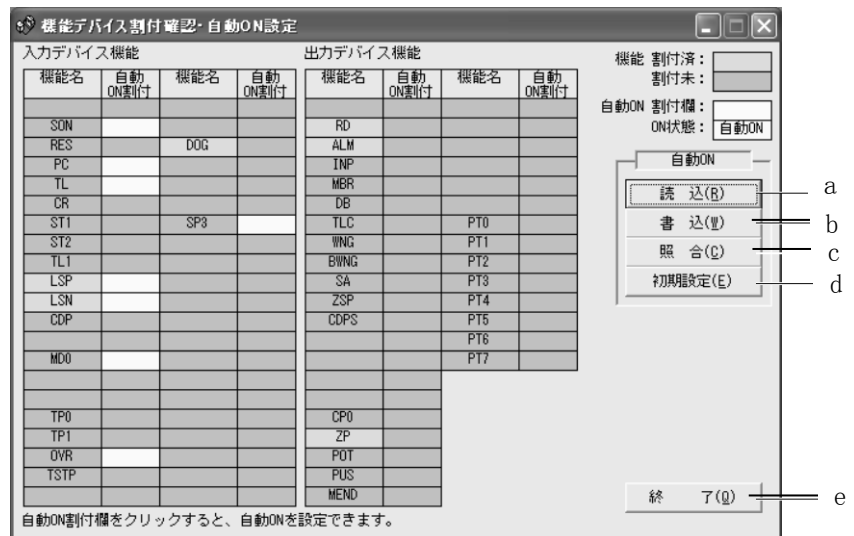 機能デバイス割付確認・自動ON設定
入力デバイス機能
機能名 自動ON割付 機能名 自動ON割付
SON
RES DOG
PC
TL
CR
ST1 SP3
ST2
TL1
LSP
LSN
CDP
MD0
TP0
TP1
OVR
TSTP
出力デバイス機能
機能名 自動ON割付 機能名 自動ON割付
RD
ALM
INP
MBR
DB
TLC PT0
WNG PT1
BWNG PT2
SA PT3
ZSP PT4
CDPS PT5
PT6
PT7
CP0
ZP
POT
PUS
MEND
機能 割付済:
割付未:
自動ON 割付欄:
ON状態: 自動ON
自動ON
読 込(R) a
書 込(W) b
照 合(C) c
初期設定(E) d
終 了(Q) e
自動ON割付欄をクリックすると、自動ONを設定できます。